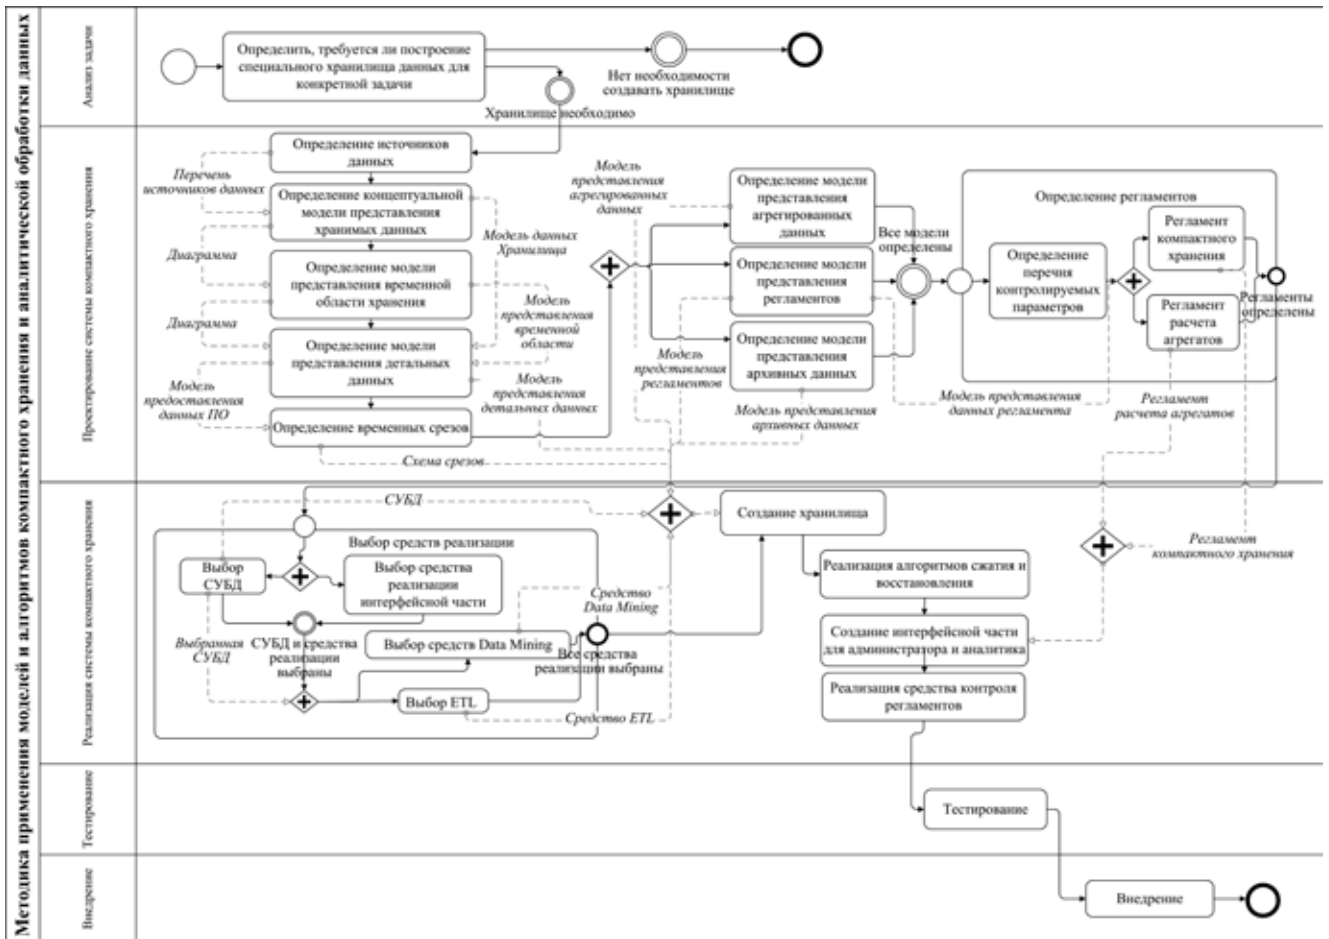 Методика применения моделей и алгоритмов компактного хранения и аналитической обработки данных
Анализ задачи
Определить, требуется ли построение
специального хранилища данных для
конкретной задачи
Нет необходимости
создавать хранилище
Хранилище необходимо
Проектирование системы компактного хранения
Определение источников
данных
Перечень
источников данных
Определение концептуальной
модели представления
хранимых данных
Модель данных
Хранилища
Диаграмма
Определение модели
представления временной
области хранения
Модель
представления
временной
области
Диаграмма
Определение модели
представления детальных
данных
Модель
предоставления
данных ПО
Модель
представления
детальных данных
Определение временных срезов
Схема срезов
Модель
представления
агрегированных
данных
Определение модели
представления
агрегированных
данных
Определение модели
представления
регламентов
Модель
представления
регламентов
Определение модели
представления
архивных данных
Модель представления
архивных данных
Все модели
определены
Определение регламентов
Определение
перечня
контролируемых
параметров
Регламент
компактного
хранения
Регламент
расчета
агрегатов
Регламенты
определены
Модель представления
данных регламента
Регламент
расчета агрегатов
Реализация системы компактного хранения
СУБД
Выбор средств реализации
Выбор
СУБД
Выбор средства
реализации
интерфейсной части
Выбранная
СУБД
СУБД и средства
реализации
выбраны
Выбор средств Data Mining
Выбор ETL
Средство
Data Mining
Все средства
реализации выбраны
Средство ETL
Создание хранилища
Реализация алгоритмов сжатия и
восстановления
Создание интерфейсной части
для администратора и аналитика
Реализация средства контроля
регламентов
Регламент
компактного хранения
Тестирование
Тестирование
Внедрение
Внедрение